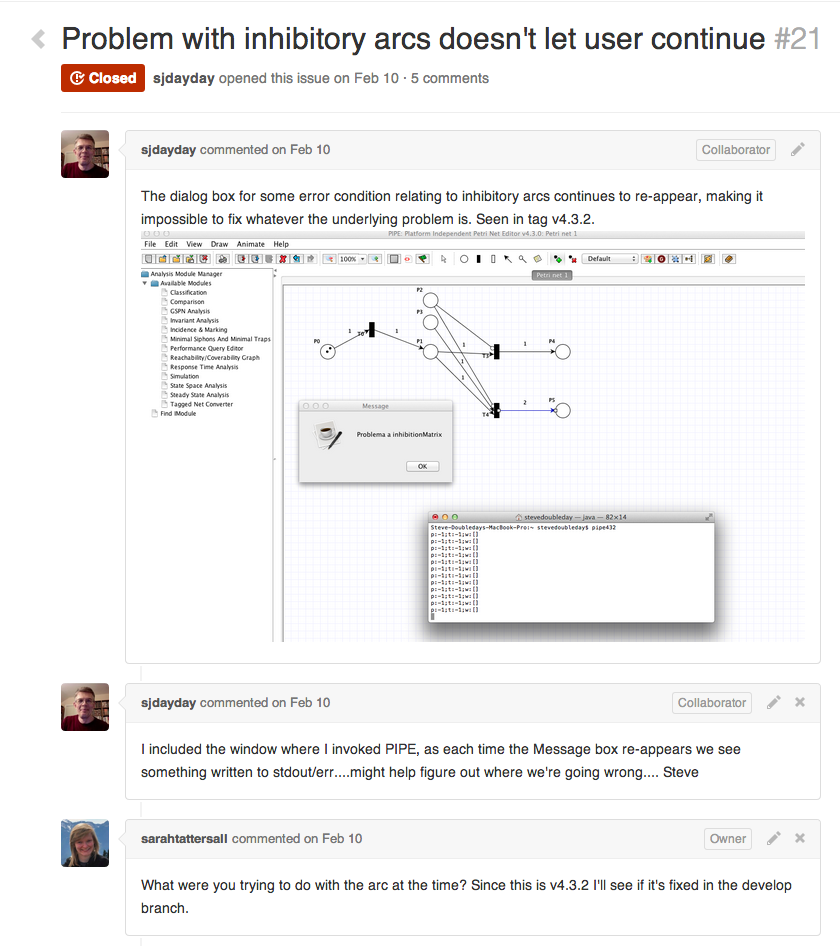 Problem with inhibitory arcs doesn't let user continue #21
Closed sjdayday opened this issue on Feb 10 · 5 comments
sjdayday commented on Feb 10 Collaborator
The dialog box for some error condition relating to inhibitory arcs continues to re-appear, making it
impossible to fix whatever the underlying problem is. Seen in tag v4.3.2.
PIPE: Platform Independent Petri Net Editor v4.3.0: Petri net 1
File Edit View Draw Animate Help
100% Default
Petri net 1
Analysis Module Manager
Available Modules
Classification
Comparison
GSPN Analysis
Invariant Analysis
Incidence & Marking
Minimal Siphons And Minimal Traps
Performance Query Editor
Reachability/Coverability Graph
Response Time Analysis
Simulation
State Space Analysis
Steady State Analysis
Tagged Net Converter
Find IModule
P2
P3
P0 1 T0 1 P1 1 T3 1 P4
1
1
T4 2 P5
Message
Problema a inhibitionMatrix
OK
stevedoubleday — java — 82×14
Steve-Doubledays-MacBook-Pro:~ stevedoubleday$ pipe432
p:-1;t:-1;w:[]
p:-1;t:-1;w:[]
p:-1;t:-1;w:[]
p:-1;t:-1;w:[]
p:-1;t:-1;w:[]
p:-1;t:-1;w:[]
p:-1;t:-1;w:[]
p:-1;t:-1;w:[]
p:-1;t:-1;w:[]
p:-1;t:-1;w:[]
p:-1;t:-1;w:[]
p:-1;t:-1;w:[]
sjdayday commented on Feb 10 Collaborator
I included the window where I invoked PIPE, as each time the Message box re-appears we see
something written to stdout/err....might help figure out where we're going wrong.... Steve
sarahtattersall commented on Feb 10 Owner
What were you trying to do with the arc at the time? Since this is v4.3.2 I'll see if it's fixed in the develop
branch.